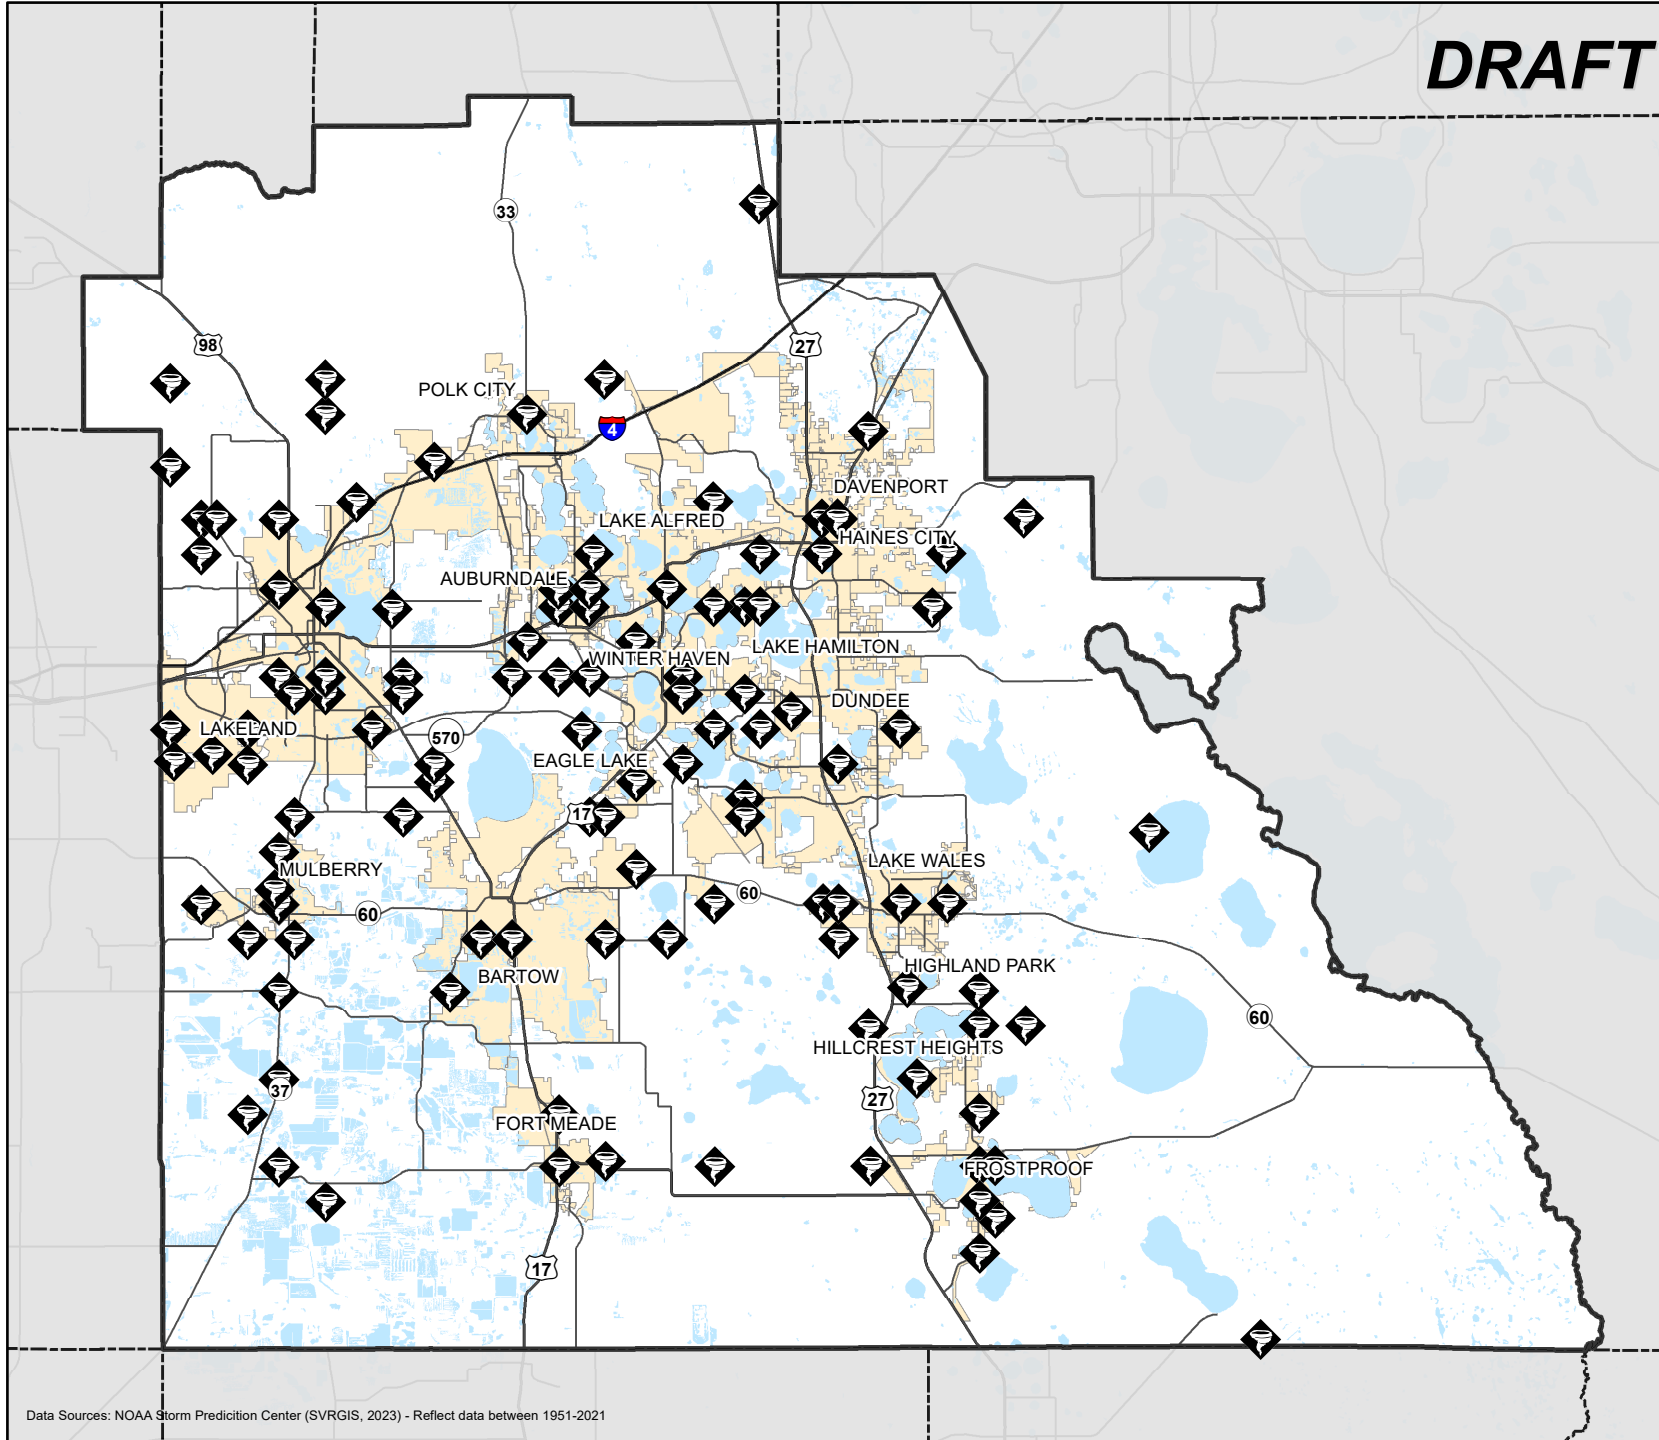 DRAFT
33
98
27
POLK CITY
4
DAVENPORT
LAKE ALFRED
HAINES CITY
AUBURNDALE
LAKE HAMILTON
WINTER HAVEN
DUNDEE
LAKELAND
570
EAGLE LAKE
17
LAKE WALES
MULBERRY
60
60
HIGHLAND PARK
BARTOW
60
HILLCREST HEIGHTS
37
27
FORT MEADE
FROSTPROOF
17
Data Sources: NOAA Storm Predicition Center (SVRGIS, 2023) - Reflect data between 1951-2021